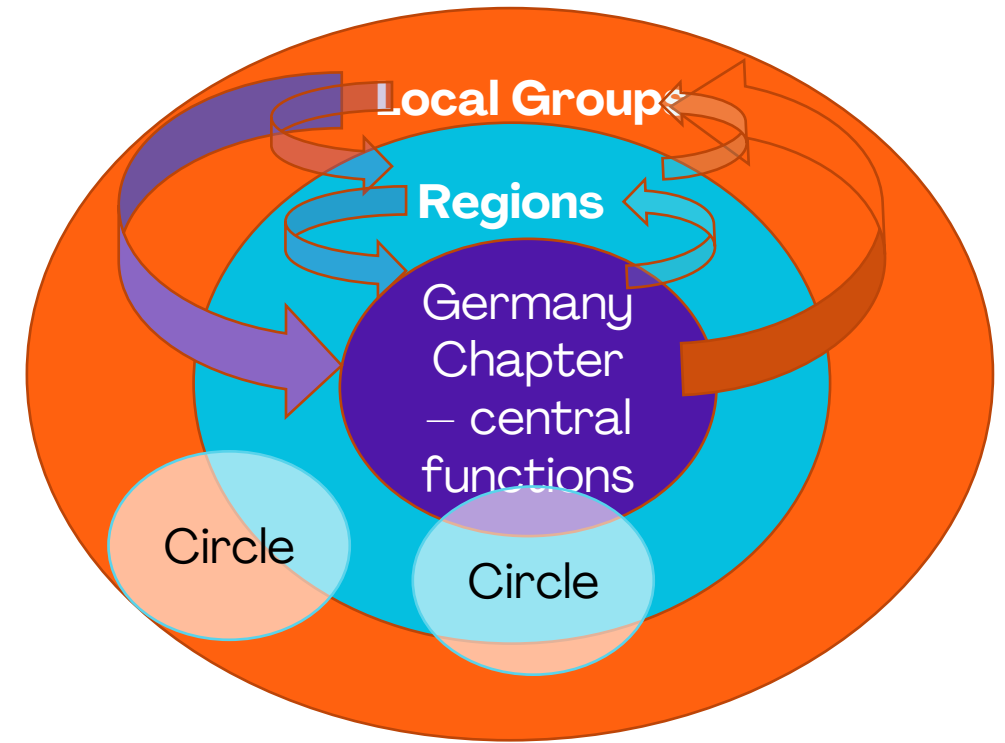 Local Groups
Regions
Germany
Chapter
– central
functions
Circle
Circle